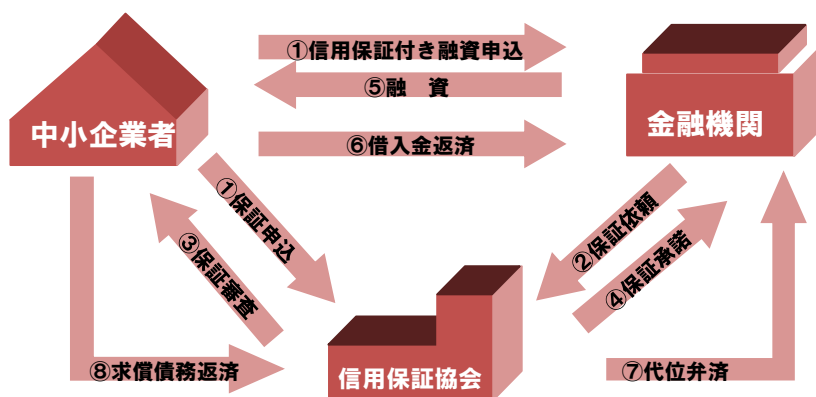 ①信用保証付き融資申込
⑤融　資
中小企業者
金融機関
⑥借入金返済
①保証申込
②保証依頼
③保証審査
④保証承諾
⑧求償債務返済
信用保証協会
⑦代位弁済